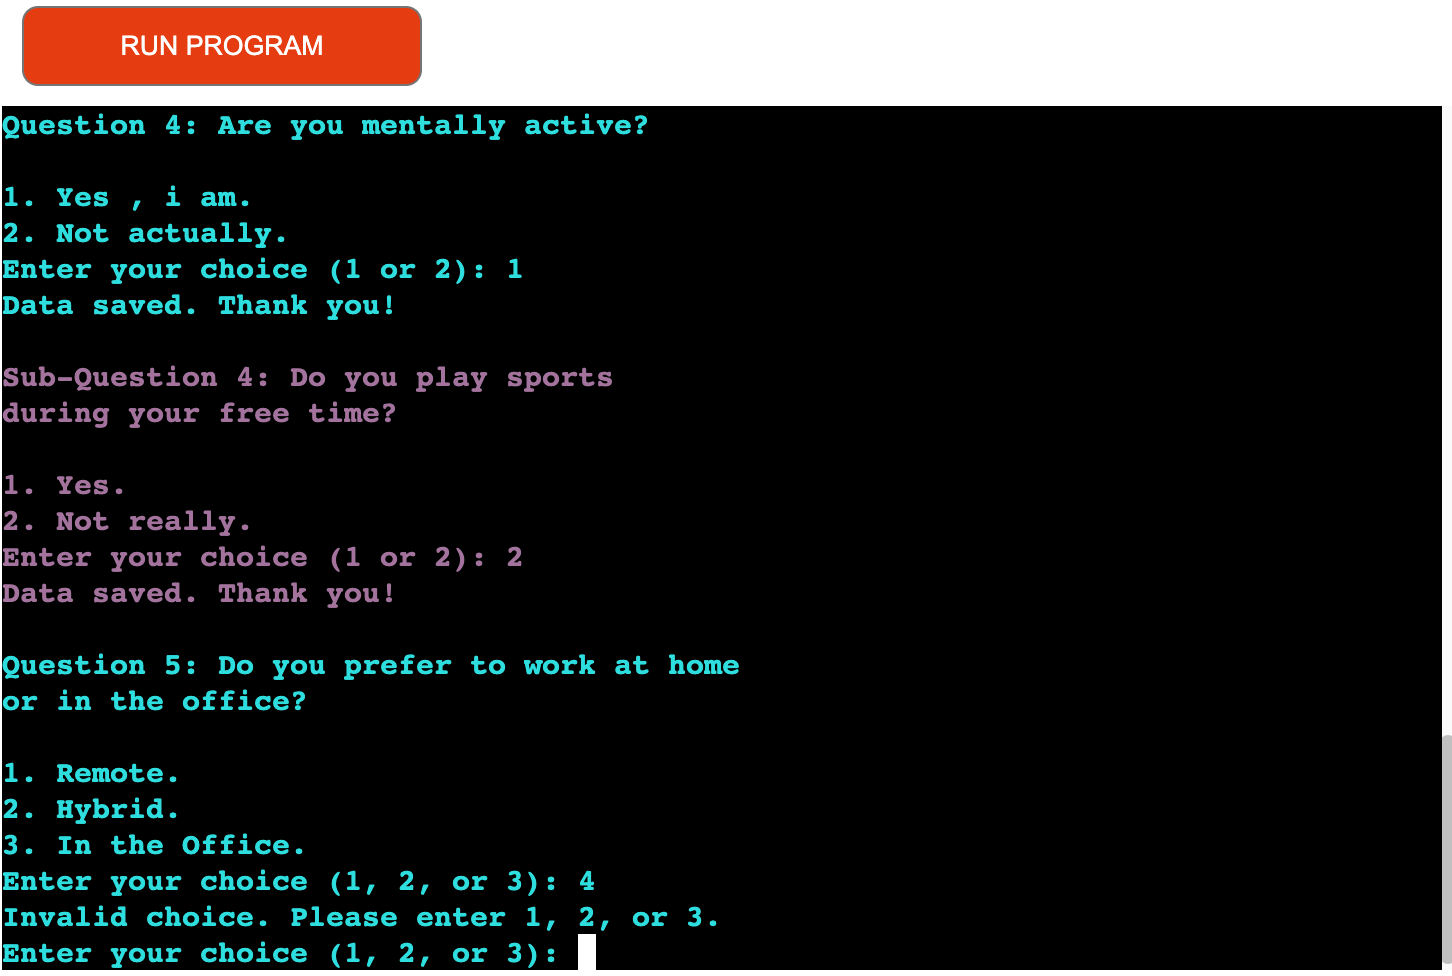 RUN PROGRAM
Question 4: Are you mentally active?
1. Yes , i am.
2. Not actually.
Enter your choice (1 or 2): 1
Data saved. Thank you!
Sub-Question 4: Do you play sports
during your free time?
1. Yes.
2. Not really.
Enter your choice (1 or 2): 2
Data saved. Thank you!
Question 5: Do you prefer to work at home
or in the office?
1. Remote.
2. Hybrid.
3. In the Office.
Enter your choice (1, 2, or 3): 4
Invalid choice. Please enter 1, 2, or 3.
Enter your choice (1, 2, or 3):